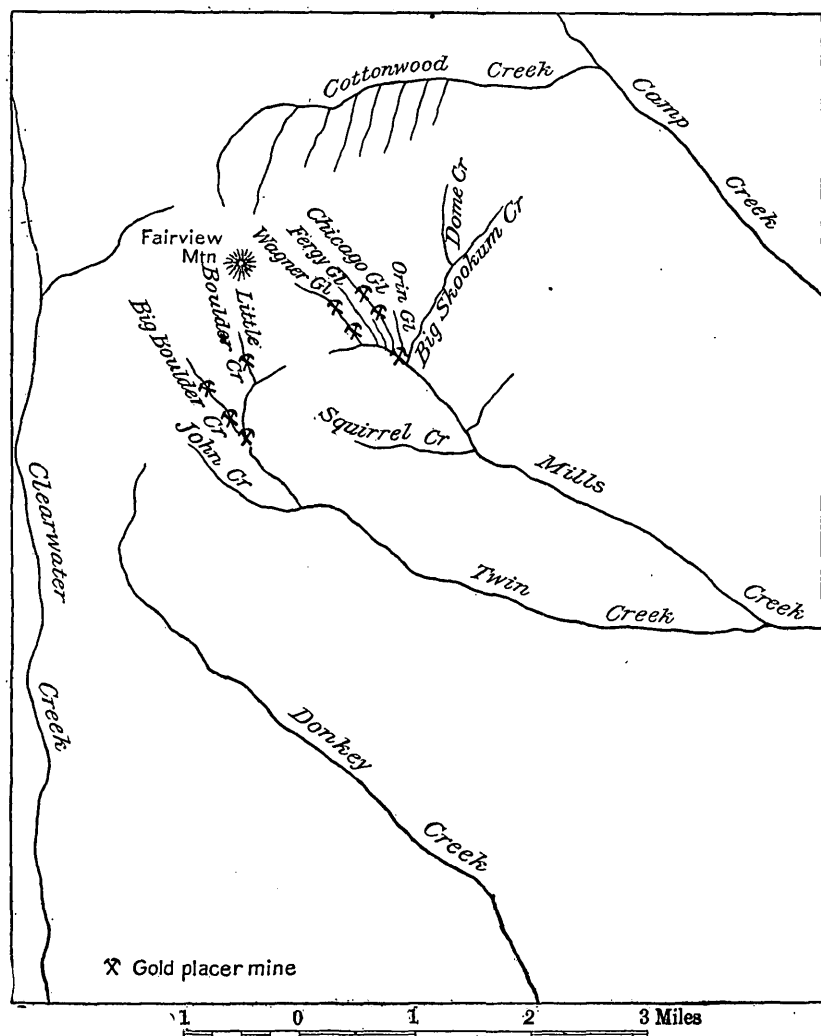 Cottonwood Creek
Camp Creek
Dome Cr
Big Skookum Cr
Fairview
Mtn
Chicago Gl
Fergy Gl
Wagner Gl
Orin Gl
Little
Boulder Cr
Big Boulder Cr
John Cr
Squirrel Cr
Mills Creek
Twin Creek
Clearwater Creek
Donkey Creek
Gold placer mine
1 0 1 2 3 Miles